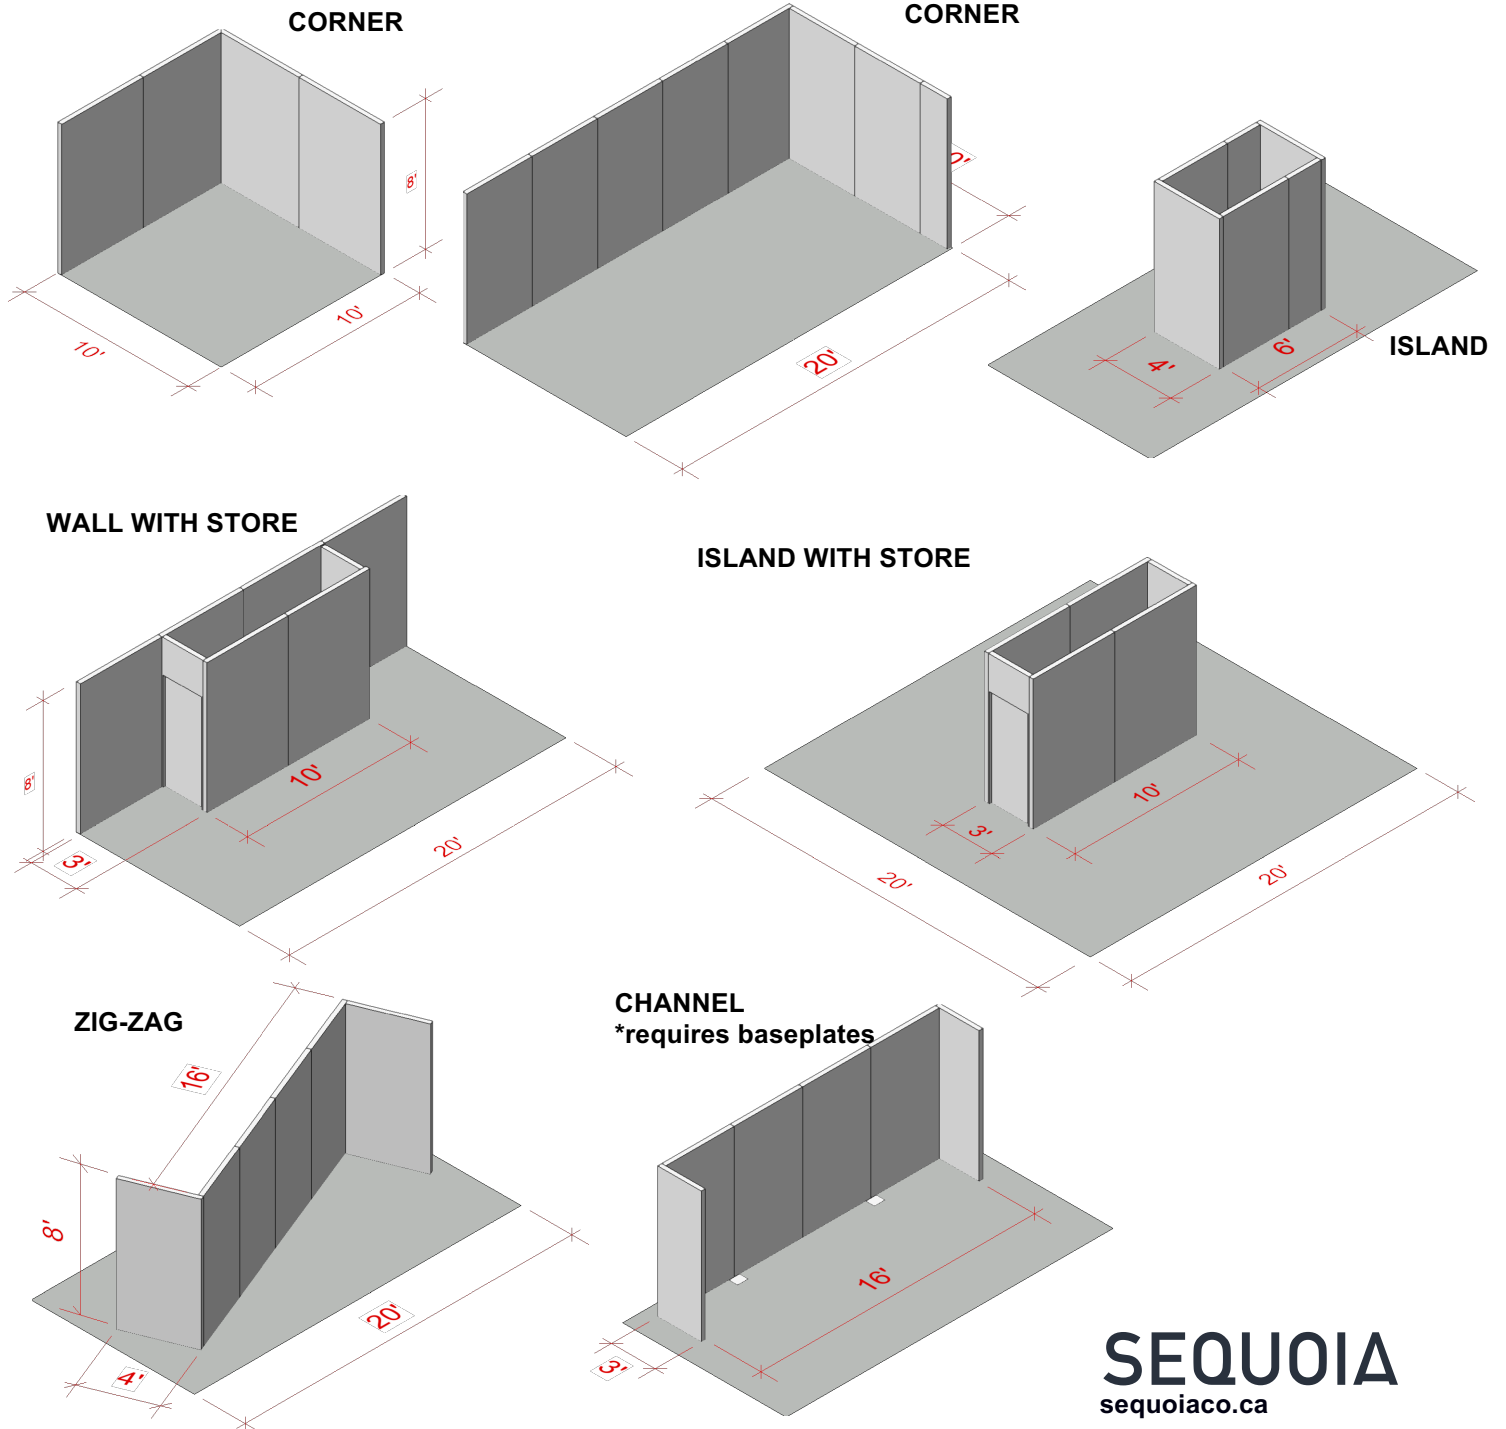 CORNER
CORNER
8'
10'
10'
20'
4'
6'
ISLAND
WALL WITH STORE
ISLAND WITH STORE
8'
3'
10'
20'
3'
10'
20'
20'
ZIG-ZAG
16'
8'
4'
20'
CHANNEL
*requires baseplates
16'
3'
SEQUOIA
sequoiaco.ca